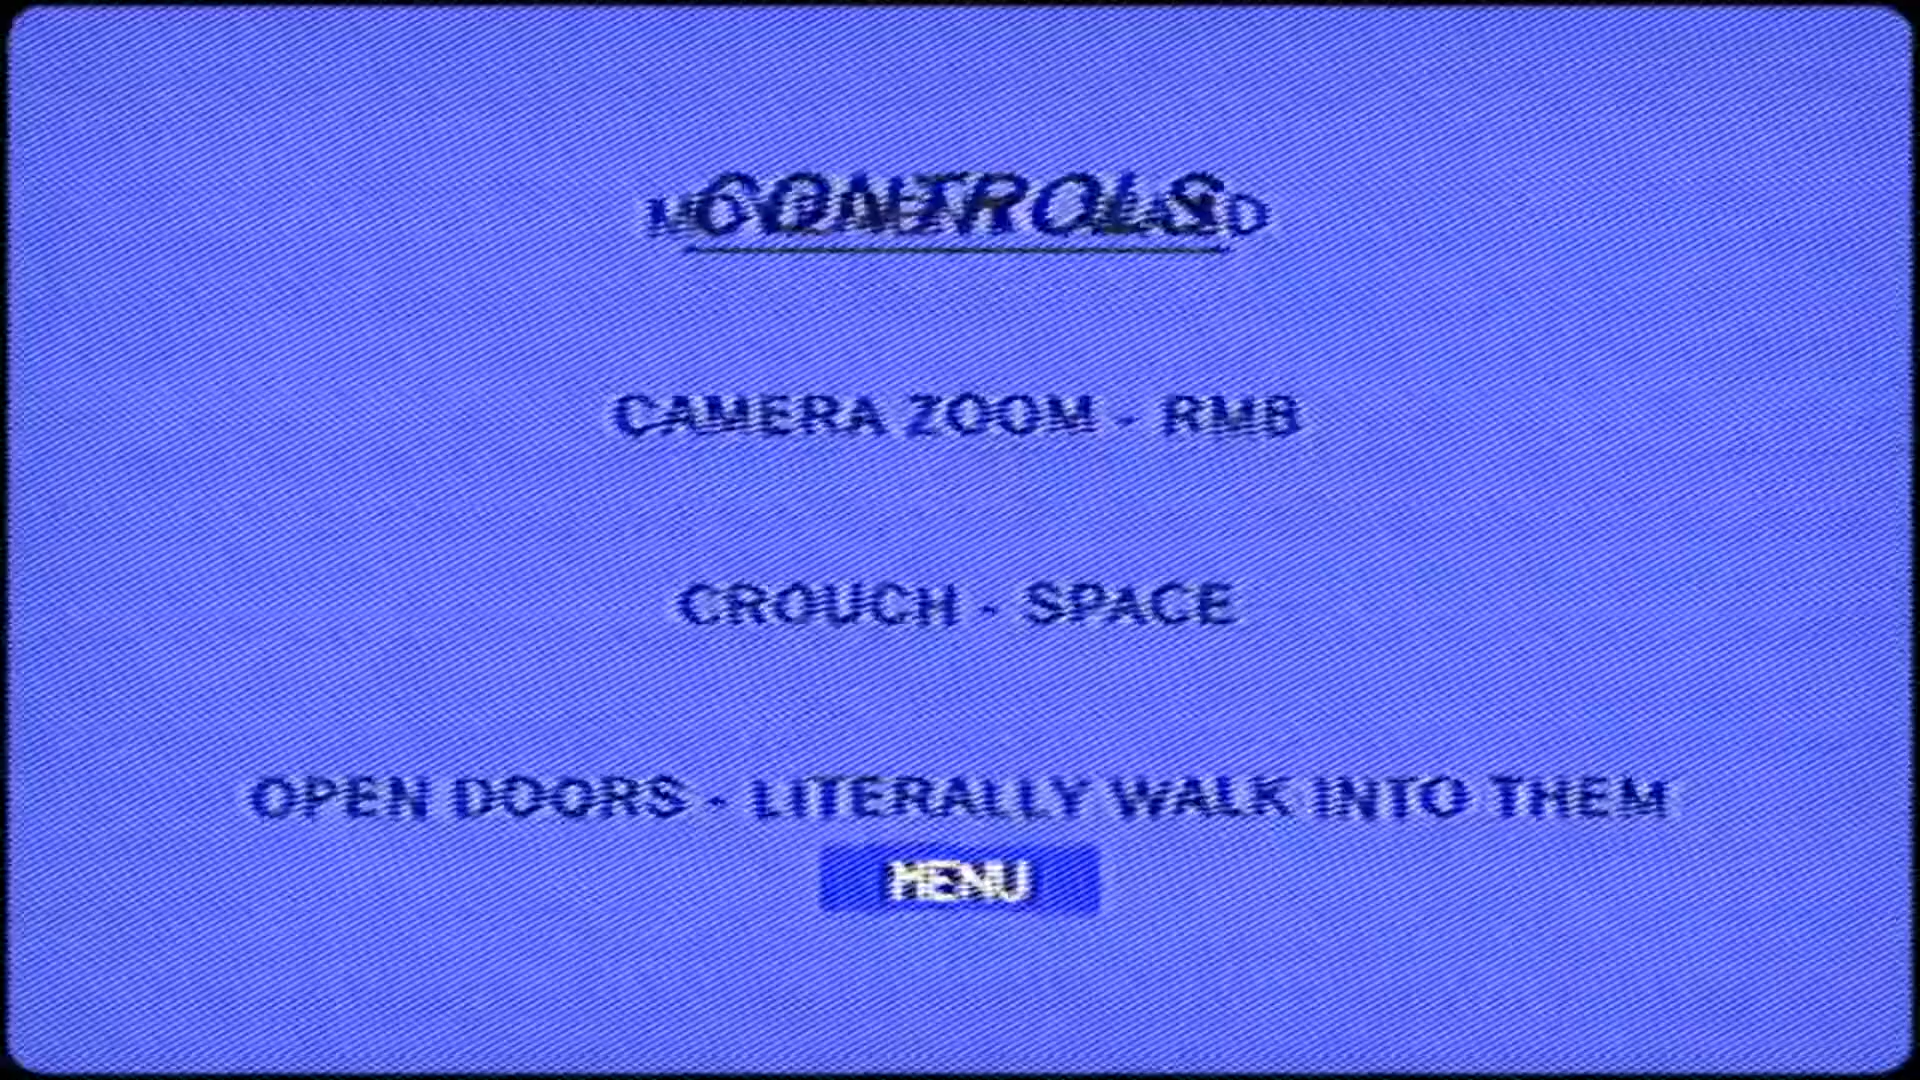 CONTROLS
CAMERA ZOOM - RMB
CROUCH - SPACE
OPEN DOORS - LITERALLY WALK INTO THEM
MENU